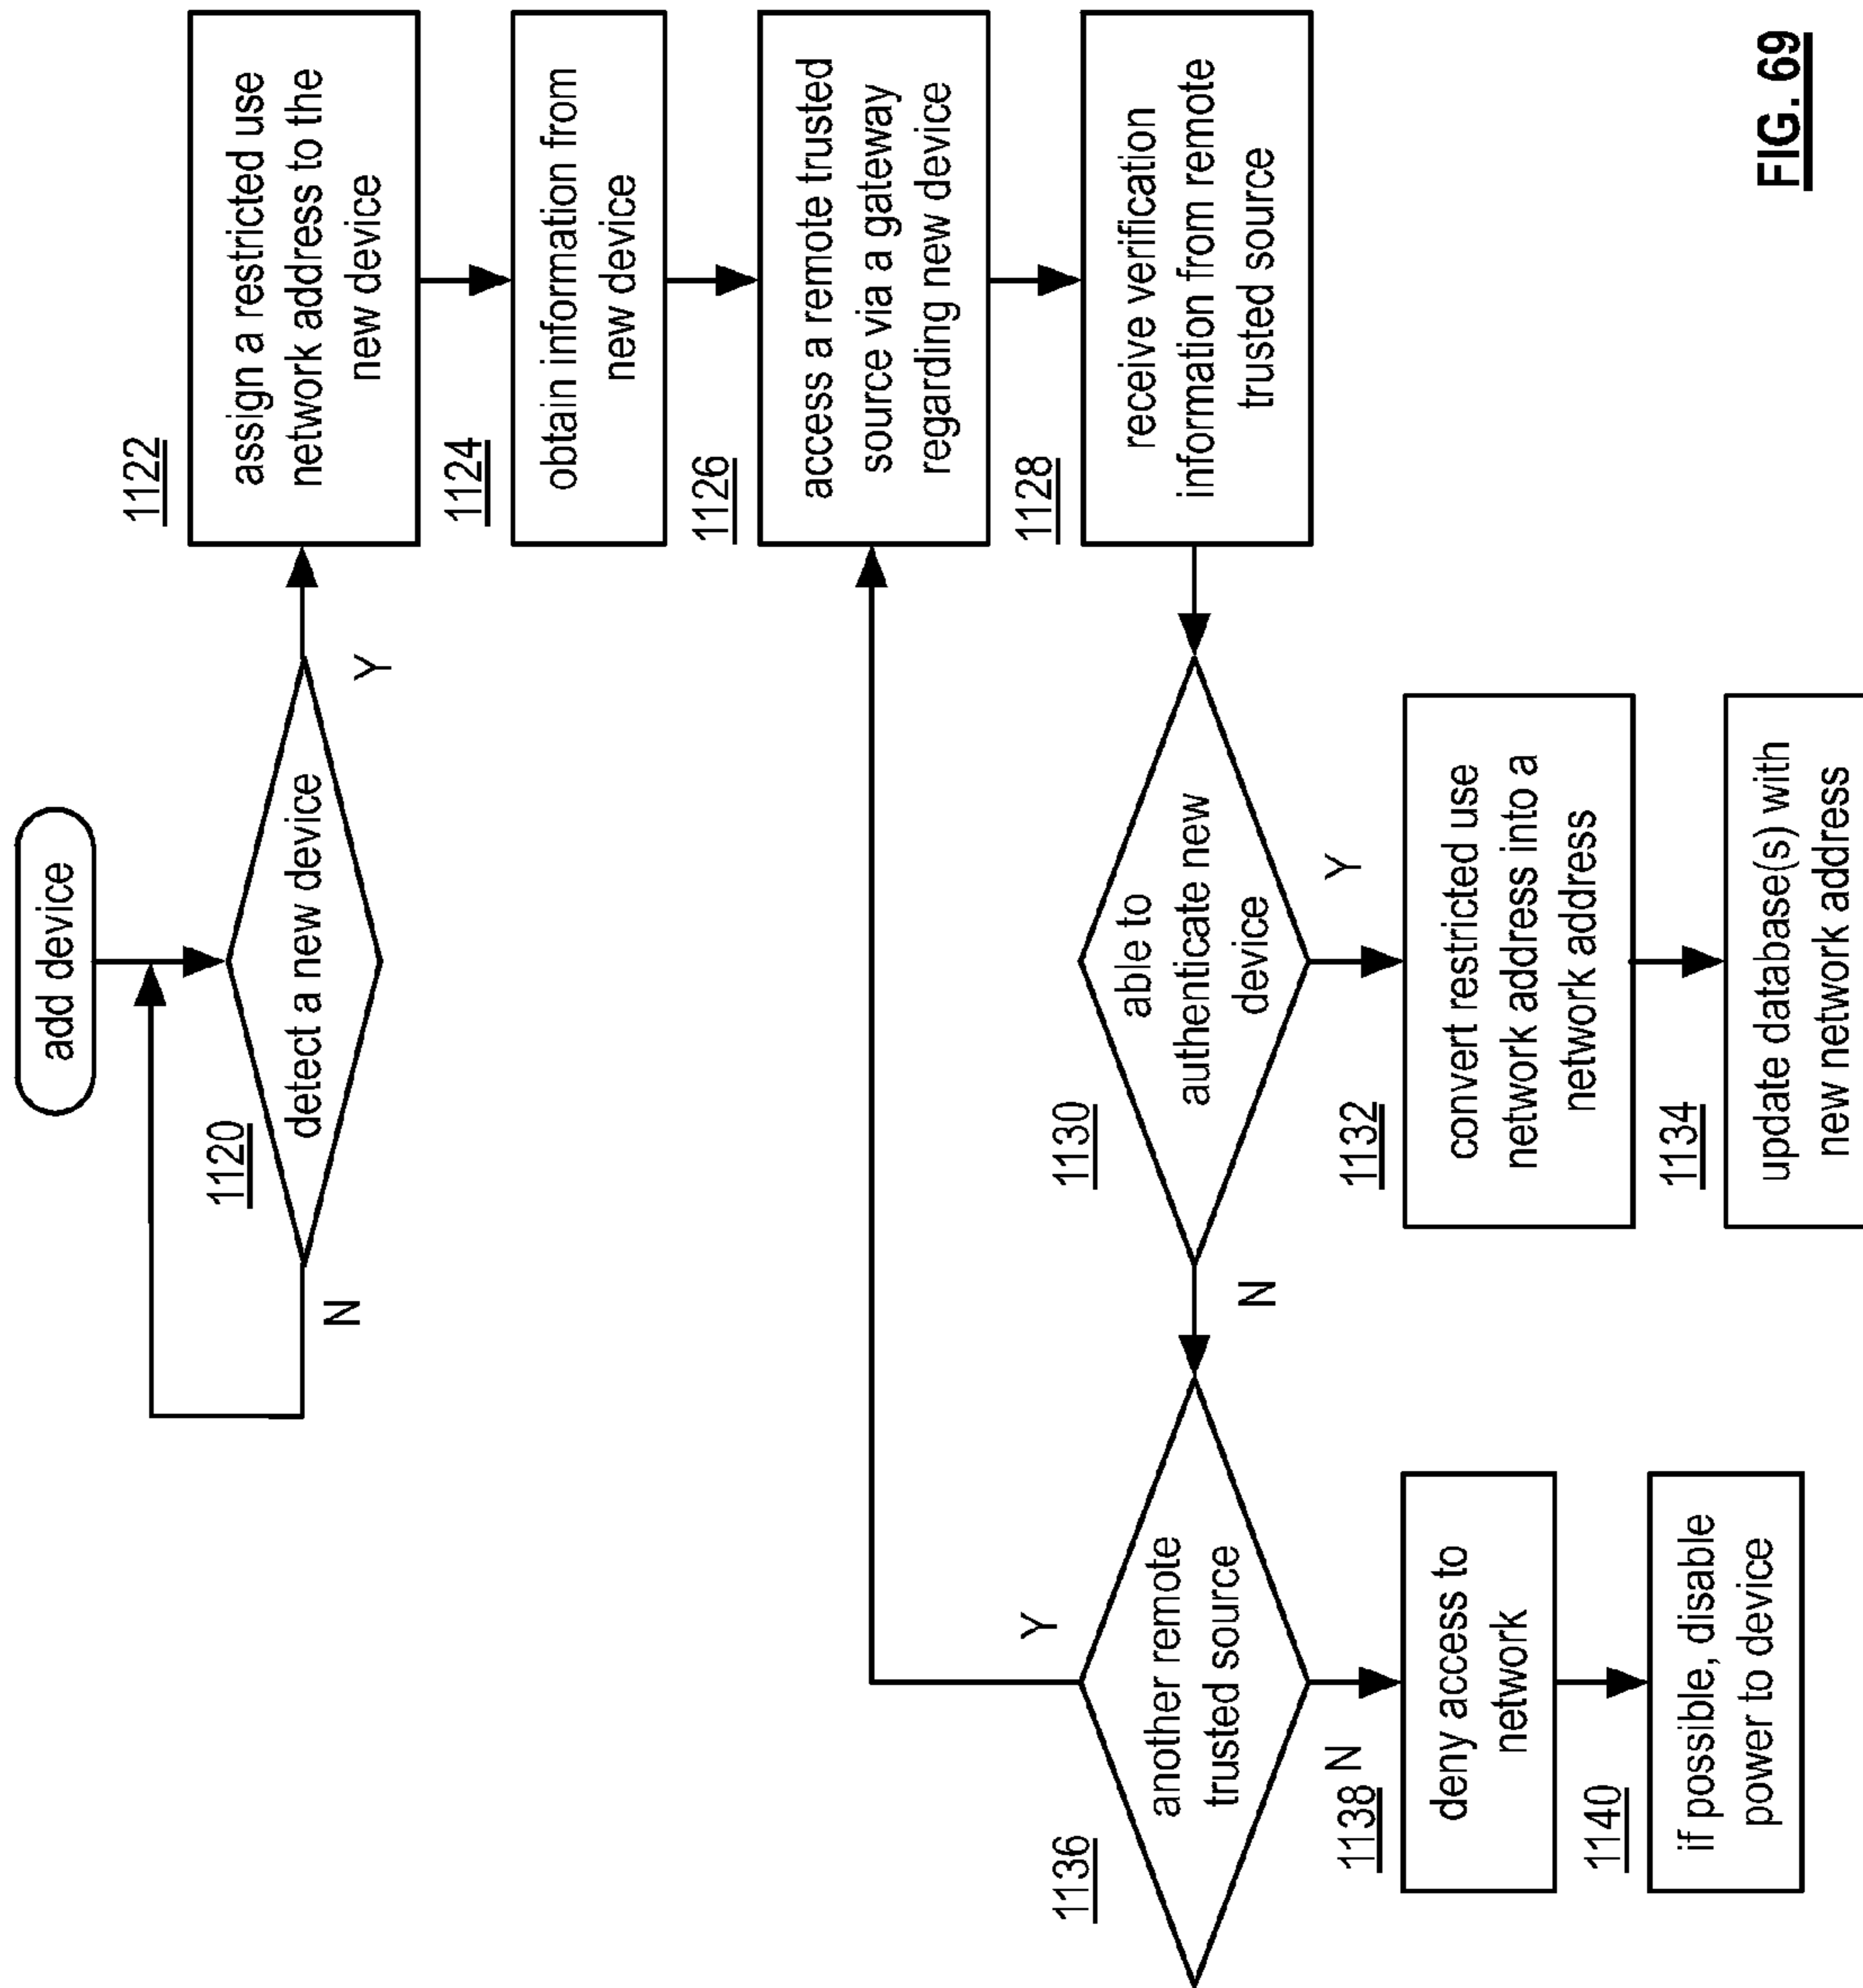 add device
1120
detect a new device
N
Y
1122
assign a restricted use
network address to the
new device
1124
obtain information from
new device
1126
access a remote trusted
source via a gateway
regarding new device
1128
receive verification
information from remote
trusted source
1130
able to
authenticate new
device
Y
N
1132
convert restricted use
network address into a
network address
1134
update database(s) with
new network address
1136
another remote
trusted source
Y
N
1138
deny access to
network
1140
if possible, disable
power to device
FIG. 69